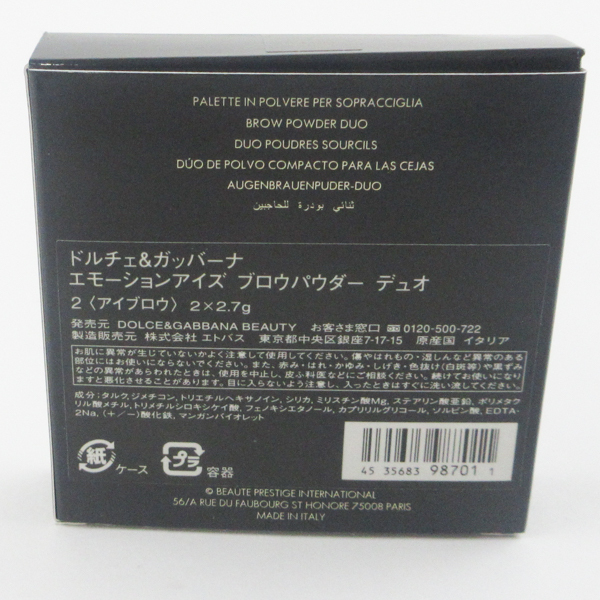 PALETTE IN POLVERE PER SOPRACCIGLIA
BROW POWDER DUO
DUO POUDRES SOURCILS
DÚO DE POLVO COMPACTO PARA LAS CEJAS
AUGENBRAUENPUDER-DUO
ثنائي بودرة للحاجبين
ドルチェ&ガッバーナ
エモーションアイズ ブロウパウダー デュオ
2〈アイブロウ〉2×2.7g
発売元 DOLCE&GABBANA BEAUTY お客さま窓口 0120-500-722
製造販売元 株式会社 エトバス 東京都中央区銀座7-17-15 原産国 イタリア
お肌に異常が生じていないかよく注意して使用してください。傷やはれもの・湿しんなど異常のある
部位にはお使いにならないでください。また、赤み・はれ・かゆみ・しげき・色抜け(白斑等)や黒ずみ
などの異常があらわれたときは、使用を中止し、皮ふ科医などにご相談ください。続けてお使いになり
ますと悪化させることがあります。目に入らないよう注意し、入ったときはすぐに洗い流してください。
成分:タルク,ジメチコン,トリエチルヘキサノイン,シリカ,ミリスチン酸Mg,ステアリン酸亜鉛,ポリメタク
リル酸メチル,トリメチルシロキシケイ酸,フェノキシエタノール,カプリリルグリコール,ソルビン酸,EDTA-
2Na,(+/-)酸化鉄,マンガンバイオレット
紙 ケース
プラ 容器
45 35683 98701 1
© BEAUTE PRESTIGE INTERNATIONAL
56/A RUE DU FAUBOURG ST HONORE 75008 PARIS
MADE IN ITALY